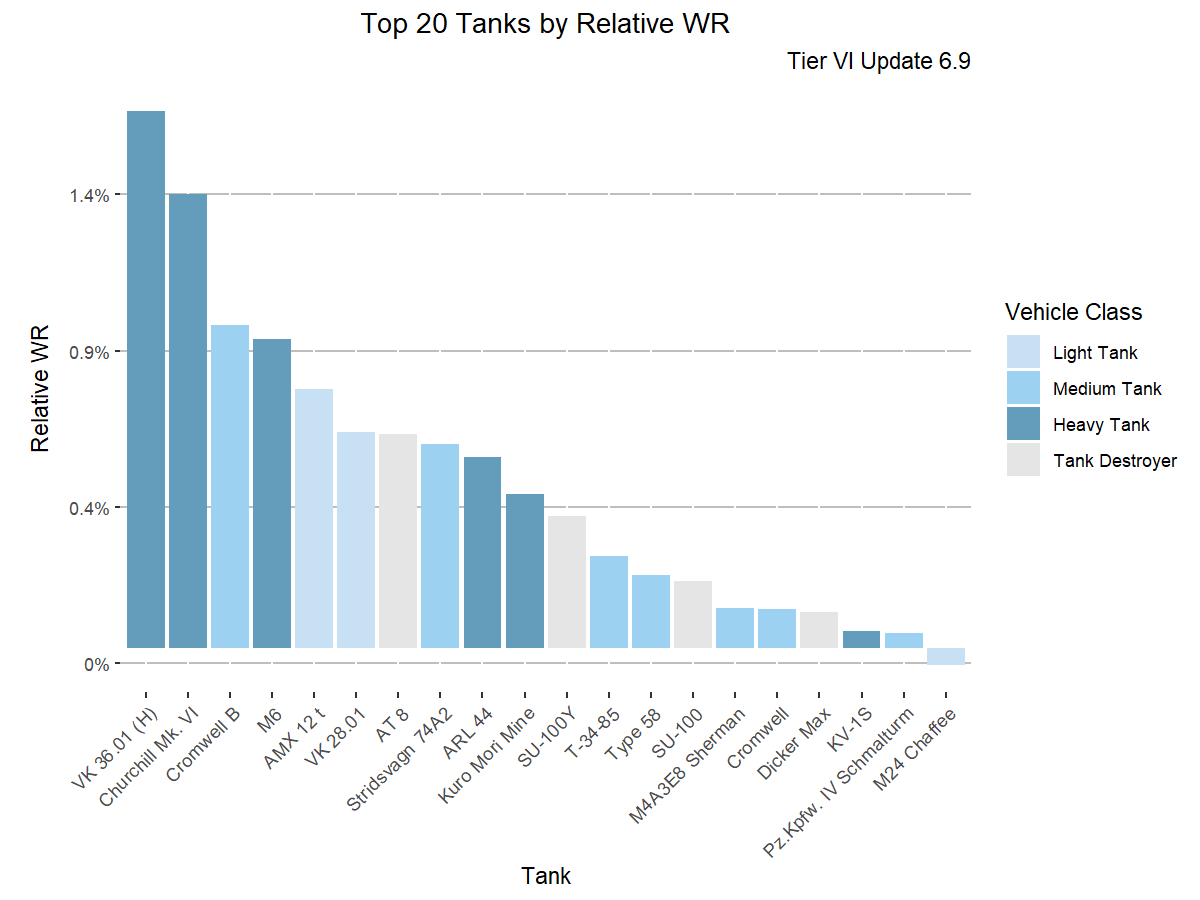 Top 20 Tanks by Relative WR
Tier VI Update 6.9
1.4%
0.9%
0.4%
0%
Relative WR
VK 36.01 (H)
Churchill Mk. VI
Cromwell B
M6
AMX 12 t
VK 28.01
AT 8
Stridsvagn 74A2
ARL 44
Kuro Mori Mine
SU-100Y
T-34-85
Type 58
SU-100
M4A3E8 Sherman
Cromwell
Dicker Max
KV-1S
Pz.Kpfw. IV Schmalturm
M24 Chaffee
Tank
Vehicle Class
Light Tank
Medium Tank
Heavy Tank
Tank Destroyer